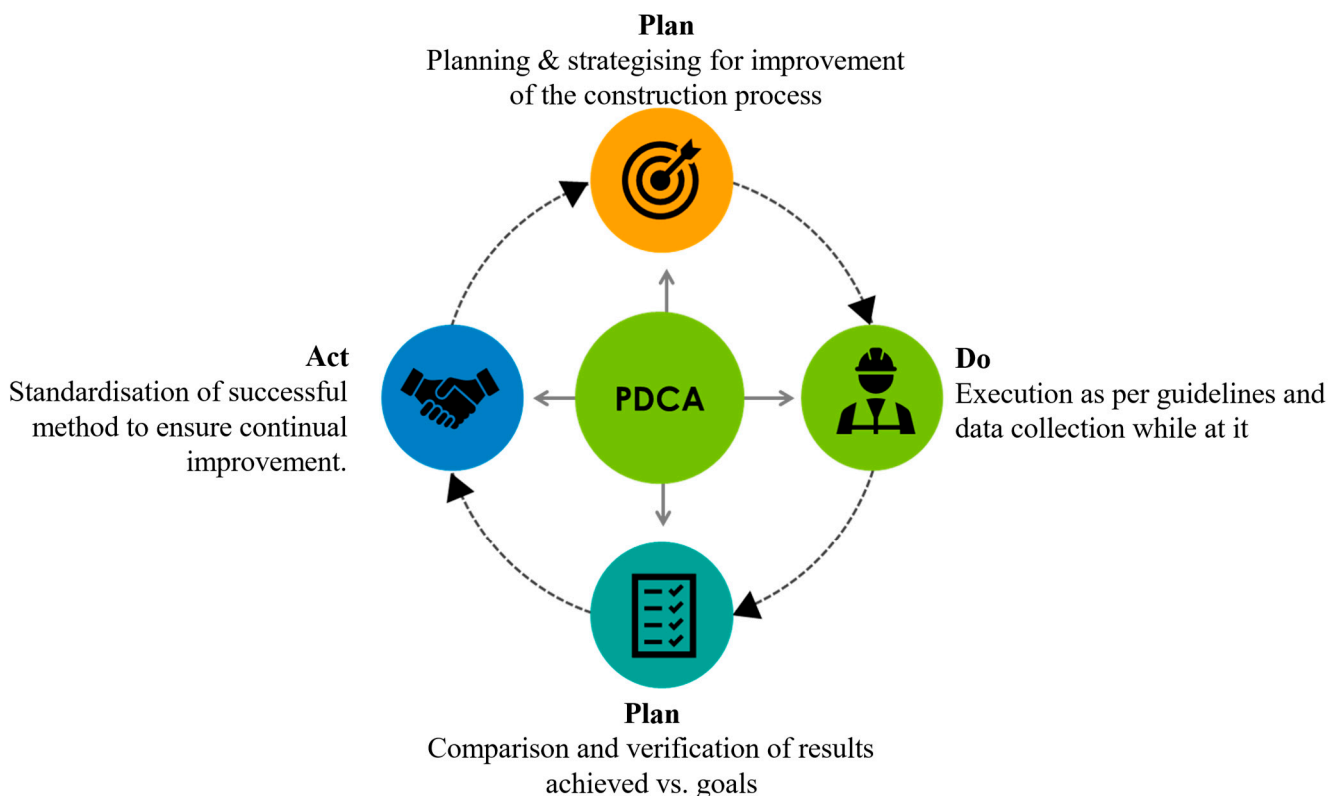 Plan
Planning & strategising for improvement
of the construction process
Act
Standardisation of successful
method to ensure continual
improvement.
PDCA
Do
Execution as per guidelines and
data collection while at it
Plan
Comparison and verification of results
achieved vs. goals